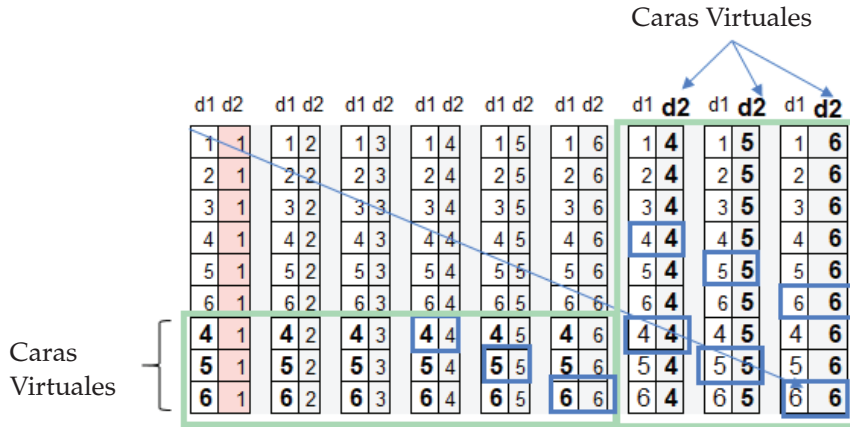 Caras Virtuales
d1 d2 d1 d2 d1 d2 d1 d2 d1 d2 d1 d2 d1 d2 d1 d2 d1 d2
1 1 1 2 1 3 1 4 1 5 1 6 1 4 1 5 1 6
2 1 2 2 2 3 2 4 2 5 2 6 2 4 2 5 2 6
3 1 3 2 3 3 3 4 3 5 3 6 3 4 3 5 3 6
4 1 4 2 4 3 4 4 4 5 4 6 4 4 4 5 4 6
5 1 5 2 5 3 5 4 5 5 5 6 5 4 5 5 5 6
6 1 6 2 6 3 6 4 6 5 6 6 6 4 6 5 6 6
4 1 4 2 4 3 4 4 4 5 4 6 4 4 4 5 4 6
5 1 5 2 5 3 5 4 5 5 5 6 5 4 5 5 5 6
6 1 6 2 6 3 6 4 6 5 6 6 6 4 6 5 6 6
Caras
Virtuales